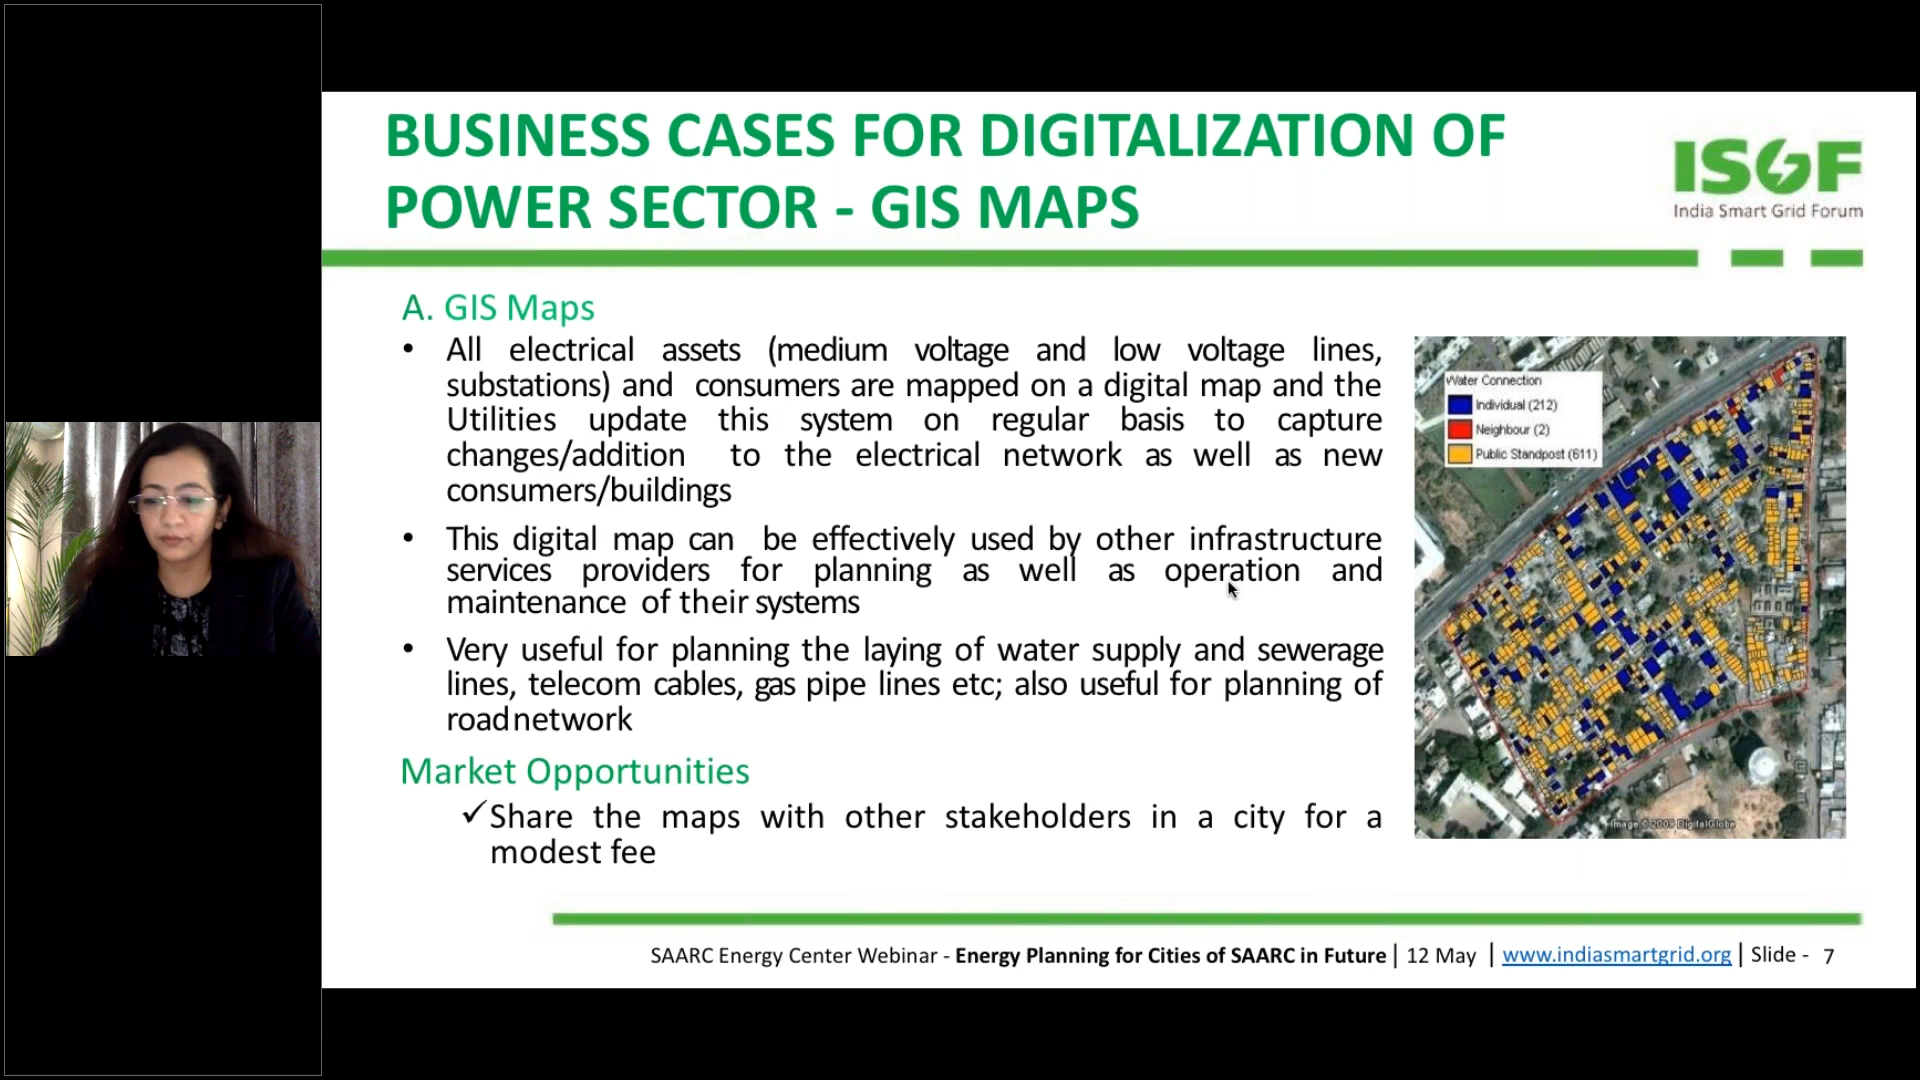 BUSINESS CASES FOR DIGITALIZATION OF
POWER SECTOR - GIS MAPS
ISGF
India Smart Grid Forum
A. GIS Maps
• All electrical assets (medium voltage and low voltage lines,
substations) and consumers are mapped on a digital map and the
Utilities update this system on regular basis to capture
changes/addition to the electrical network as well as new
consumers/buildings
• This digital map can be effectively used by other infrastructure
services providers for planning as well as operation and
maintenance of their systems
• Very useful for planning the laying of water supply and sewerage
lines, telecom cables, gas pipe lines etc; also useful for planning of
road network
Market Opportunities
✓Share the maps with other stakeholders in a city for a
modest fee
Water Connection
Individual (212)
Neighbour (2)
Public Standpost (611)
Image © 2009 DigitalGlobe
SAARC Energy Center Webinar - Energy Planning for Cities of SAARC in Future | 12 May | www.indiasmartgrid.org | Slide - 7